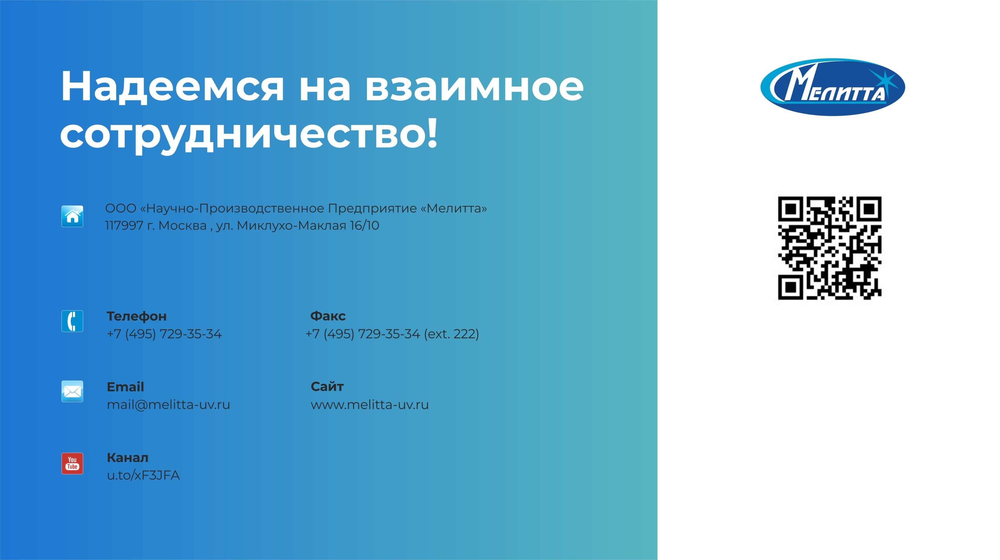 Надеемся на взаимное
сотрудничество!
Мелитта
ООО «Научно-Производственное Предприятие «Мелитта»
117997 г. Москва , ул. Миклухо-Маклая 16/10
Телефон
+7 (495) 729-35-34
Факс
+7 (495) 729-35-34 (ext. 222)
Email
mail@melitta-uv.ru
Сайт
www.melitta-uv.ru
You
Tube
Канал
u.to/xF3JFA